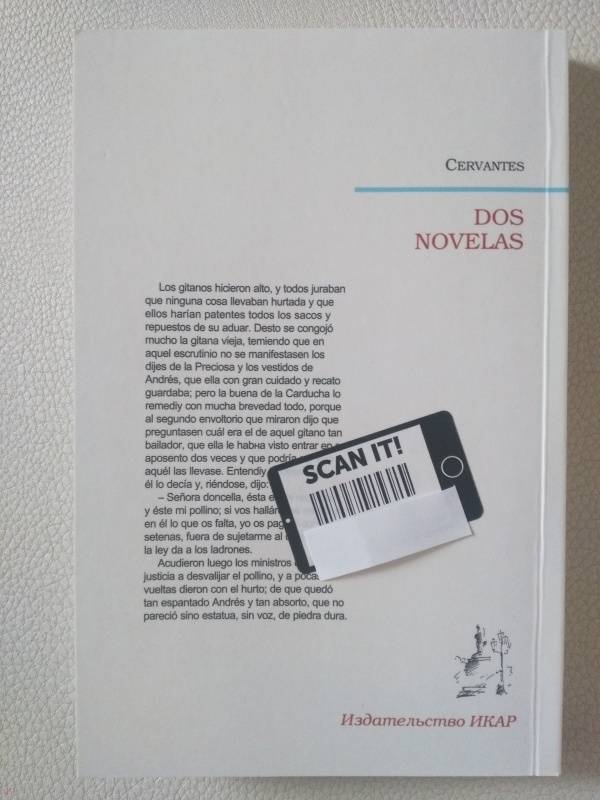 CERVANTES
DOS
NOVELAS
Los gitanos hicieron alto, y todos juraban
que ninguna cosa llevaban hurtada y que
ellos harían patentes todos los sacos y
repuestos de su aduar. Desto se congojó
mucho la gitana vieja, temiendo que en
aquel escrutinio no se manifestasen los
dijes de la Preciosa y los vestidos de
Andrés, que ella con gran cuidado y recato
guardaba; pero la buena de la Carducha lo
remediy con mucha brevedad todo, porque
al segundo envoltorio que miraron dijo que
preguntasen cuál era el de aquel gitano tan
bailador, que ella le habнa visto entrar en
aposento dos veces y que podría
aquél las llevase. Entendiy
él lo decía y, riéndose, dijo:
– Señora doncella, ésta
y éste mi pollino; si vos
en él lo que os falta, yo os
setenas, fuera de sujetarme al
la ley da a los ladrones.
Acudieron luego los ministros
justicia a desvalijar el pollino, y a
vueltas dieron con el hurto; de que quedó
tan espantado Andrés y tan absorto, que no
pareció sino estatua, sin voz, de piedra dura.
SCAN IT!
Издательство ИКАР